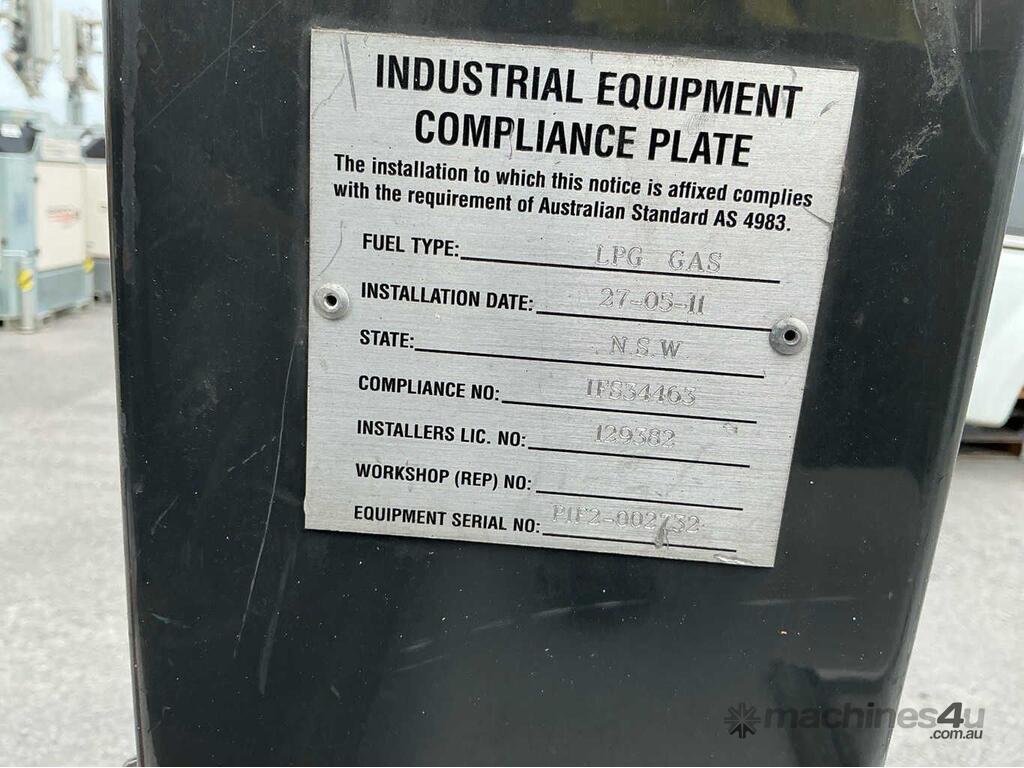 INDUSTRIAL EQUIPMENT
COMPLIANCE PLATE
The installation to which this notice is affixed complies
with the requirement of Australian Standard AS 4983.
FUEL TYPE: LPG GAS
INSTALLATION DATE: 27-05-11
STATE: N.S.W
COMPLIANCE NO: IFS34463
INSTALLERS LIC. NO: 129382
WORKSHOP (REP) NO:
EQUIPMENT SERIAL NO: P1F2-002732
machines4u
.com.au